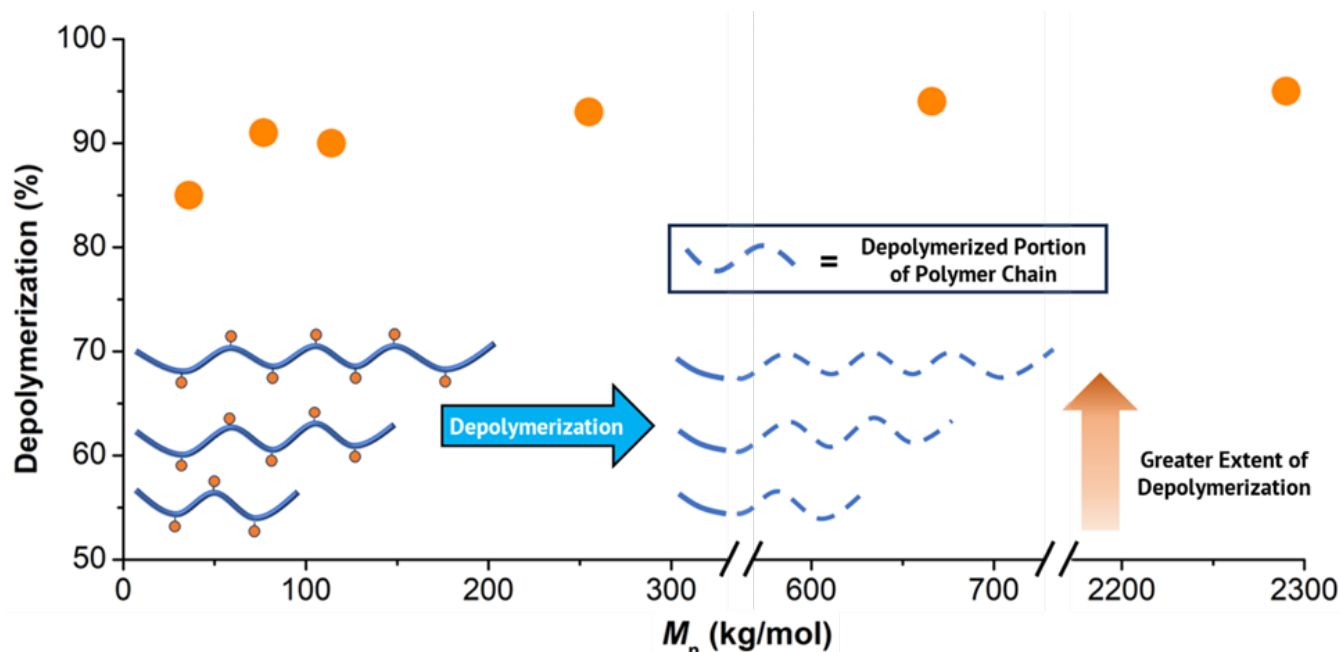 100
90
80
70
60
50
Depolymerization (%)
= Depolymerized Portion
of Polymer Chain
Depolymerization
Greater Extent of
Depolymerization
0 100 200 300 600 700 2200 2300
Mn (kg/mol)